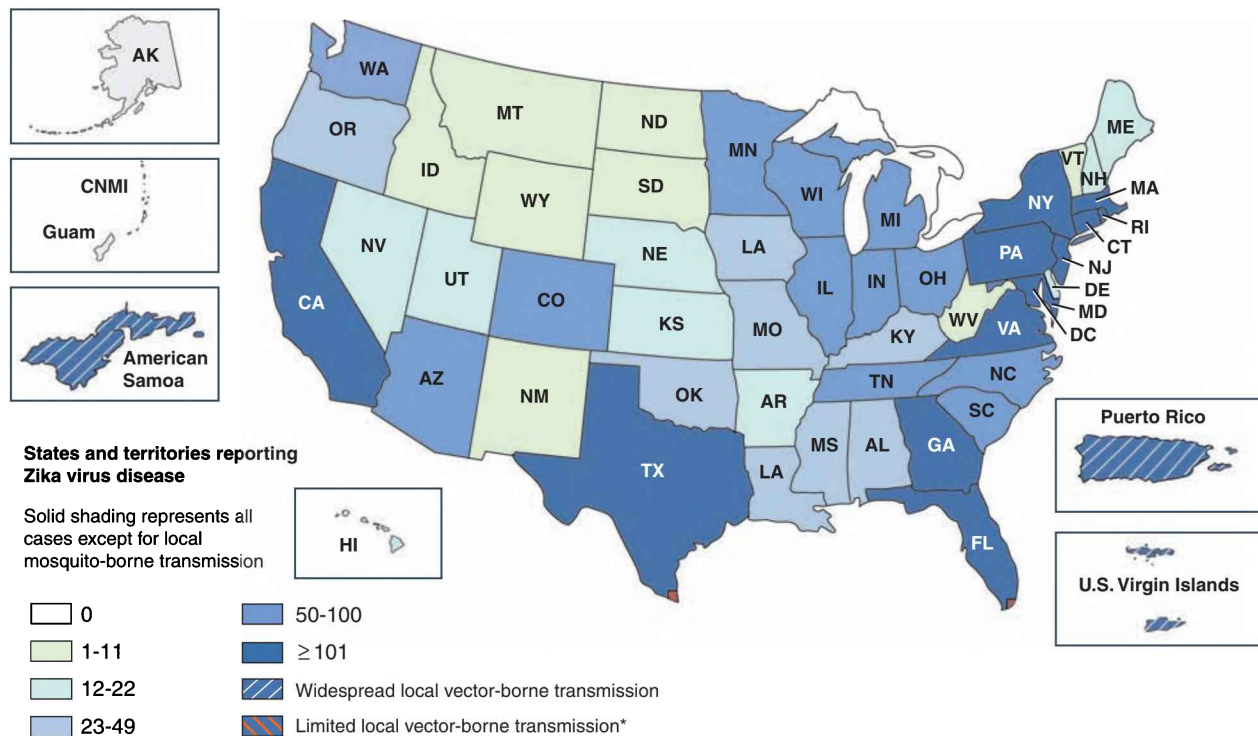 AK
CNMI
Guam
American
Samoa
WA
OR
MT
ID
WY
ND
SD
MN
WI
MI
NV
UT
CO
NE
KS
LA
MO
IL
IN
OH
KY
WV
VA
PA
NY
VT
NH
ME
MA
RI
CT
NJ
DE
MD
DC
CA
AZ
NM
OK
AR
TN
NC
SC
MS
AL
GA
LA
TX
FL
HI
Puerto Rico
U.S. Virgin Islands
States and territories reporting
Zika virus disease
Solid shading represents all
cases except for local
mosquito-borne transmission
0
1-11
12-22
23-49
50-100
≥ 101
Widespread local vector-borne transmission
Limited local vector-borne transmission*